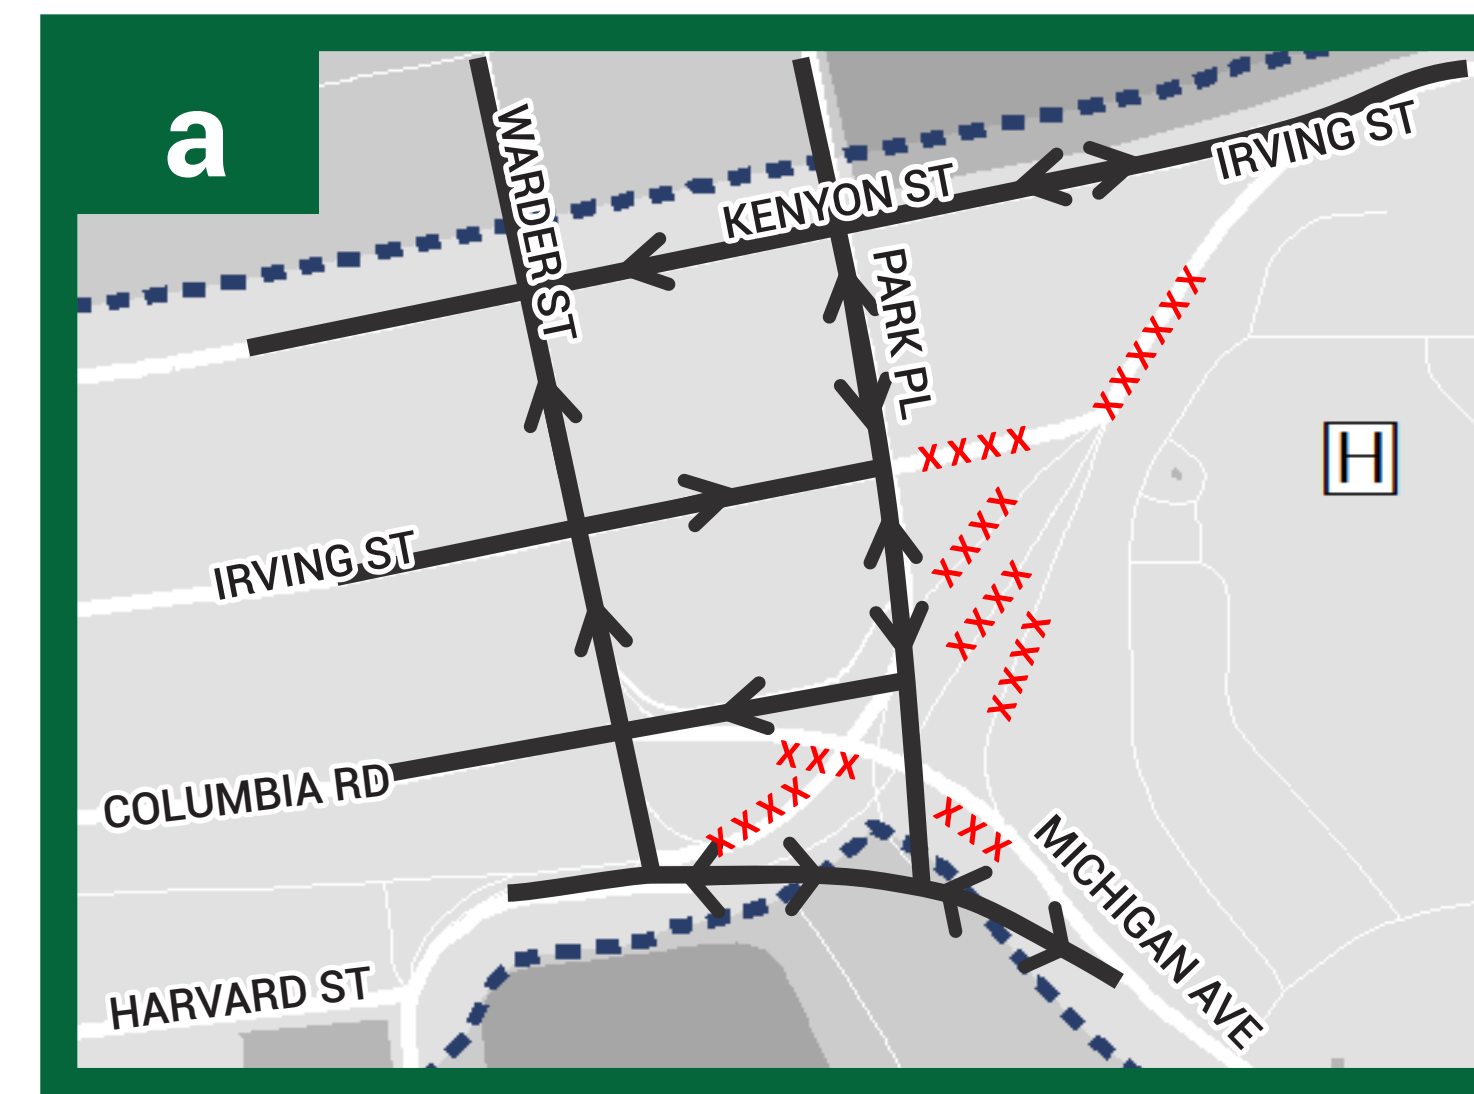 a
WARDER ST
KENYON ST
IRVING ST
PARK PL
H
IRVING ST
COLUMBIA RD
MICHIGAN AVE
HARVARD ST